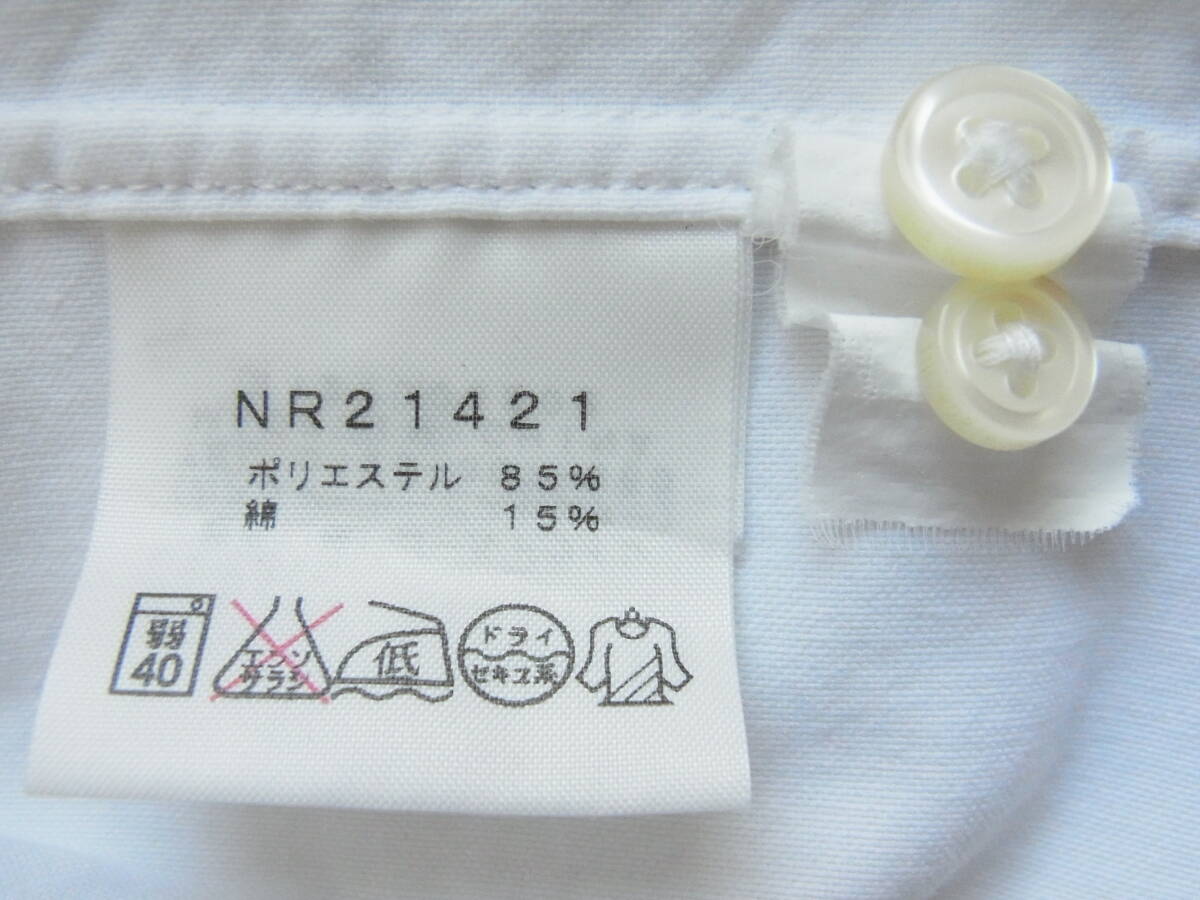 NR21421
ポリエステル 85%
綿 15%
弱
40
エンソ
サラシ
低
ドライ
セキユ系